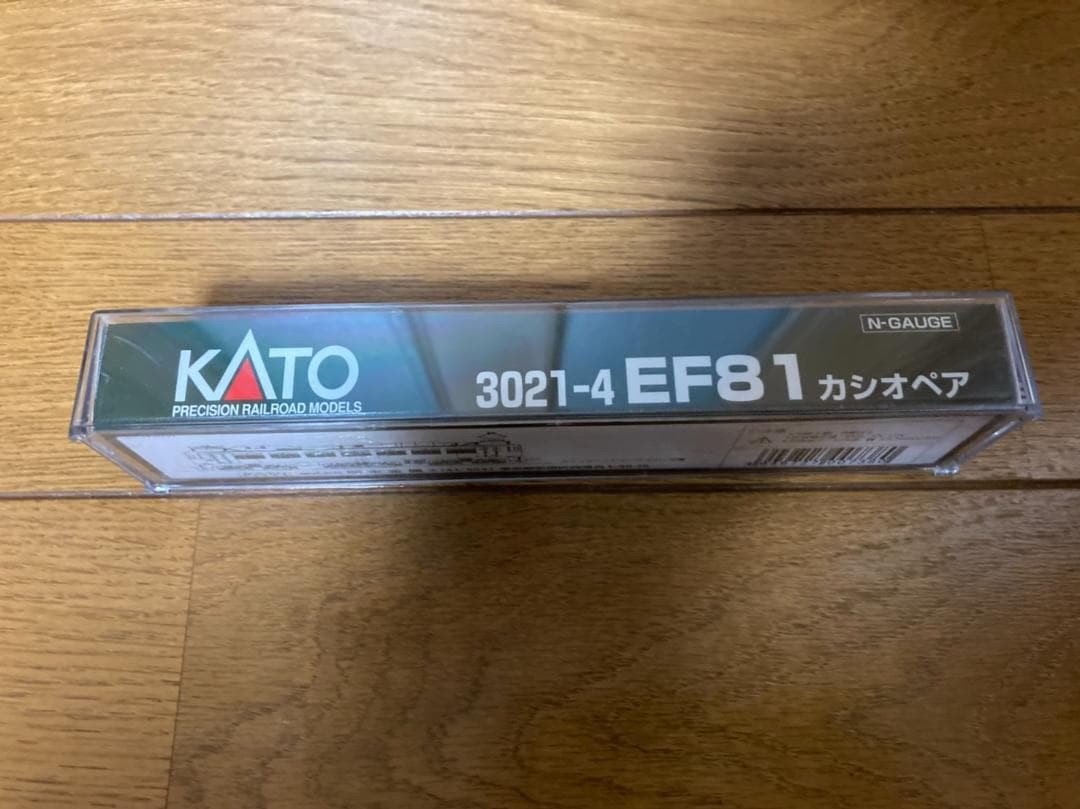 N-GAUGE
KATO
PRECISION RAILROAD MODELS
3021-4 EF81 カシオペア